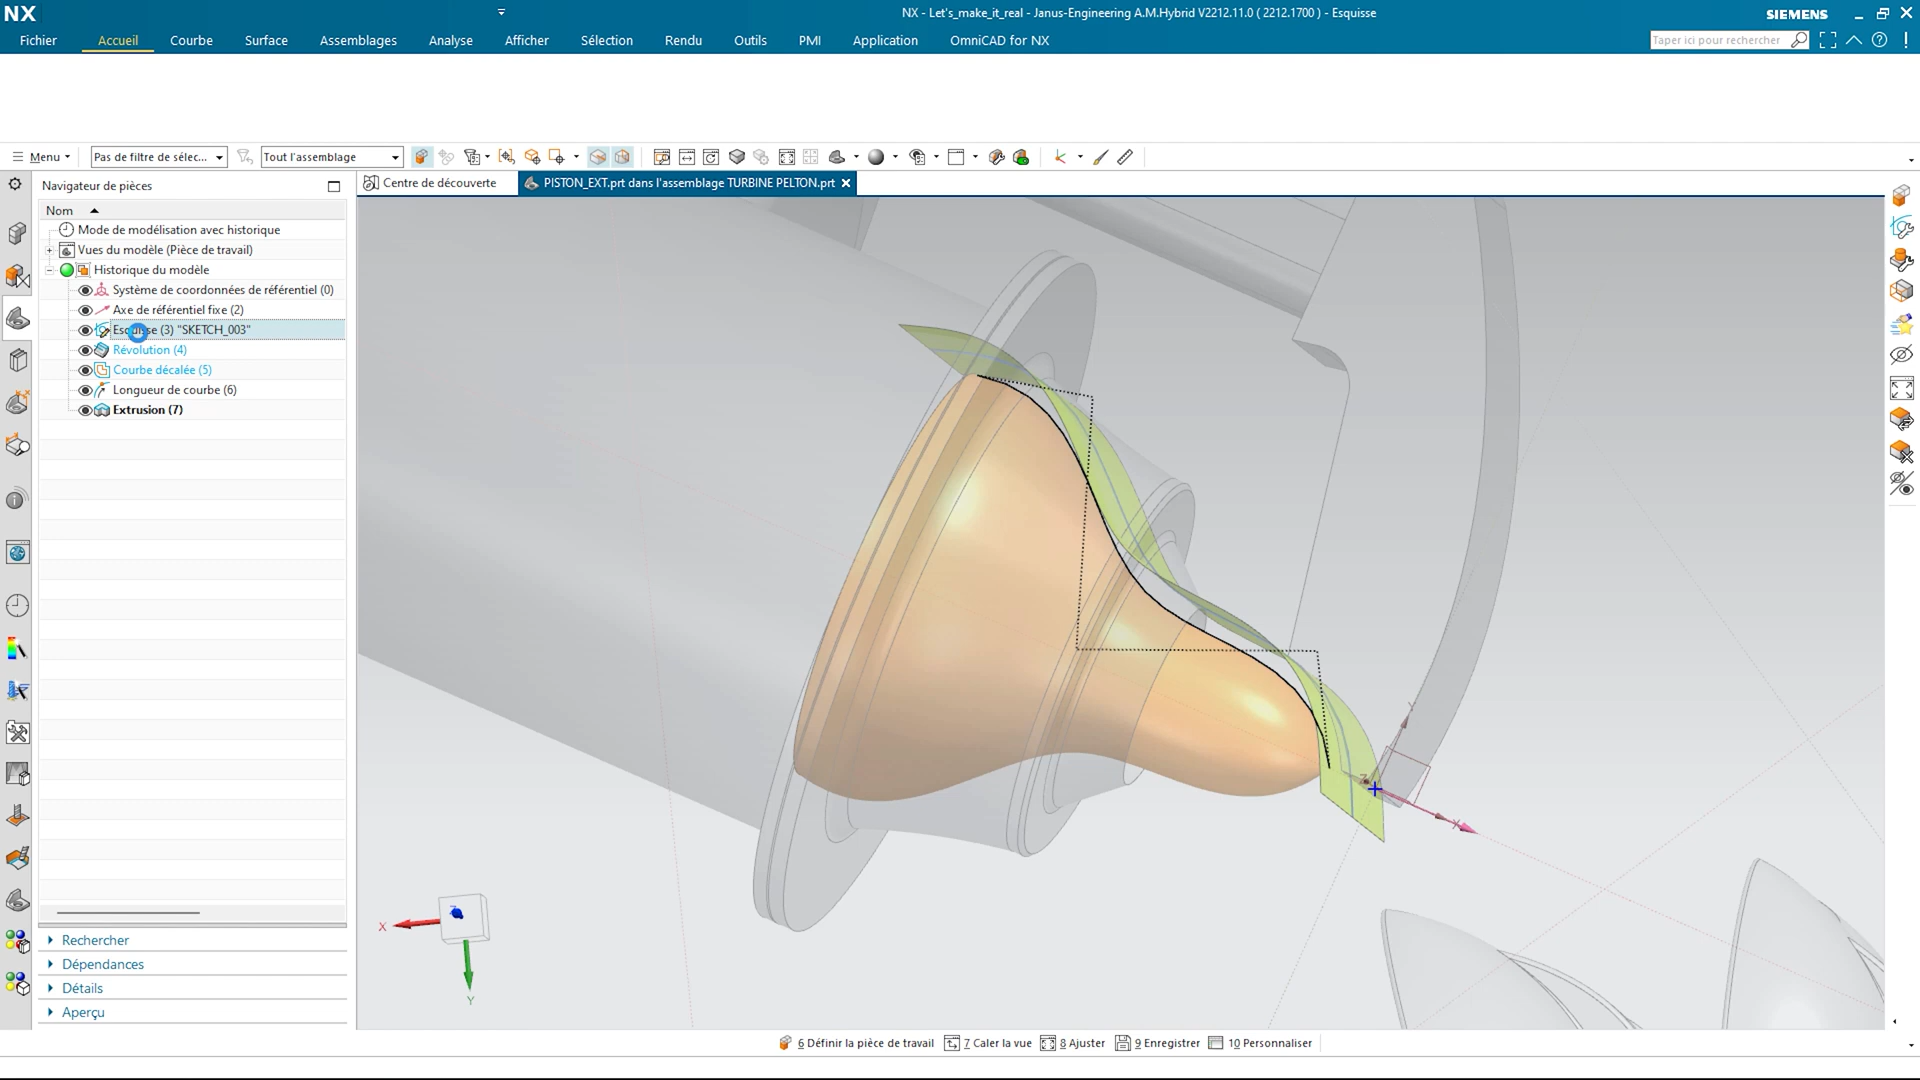 NX
NX - Let's_make_it_real - Janus-Engineering A.M.Hybrid V2212.11.0 ( 2212.1700 ) - Esquisse
SIEMENS
Fichier Accueil Courbe Surface Assemblages Analyse Afficher Sélection Rendu Outils PMI Application OmniCAD for NX
Taper ici pour rechercher
Menu
Pas de filtre de sélec...
Tout l'assemblage
Navigateur de pièces
Centre de découverte
PISTON_EXT.prt dans l'assemblage TURBINE PELTON.prt
Nom
Mode de modélisation avec historique
Vues du modèle (Pièce de travail)
Historique du modèle
Système de coordonnées de référentiel (0)
Axe de référentiel fixe (2)
Esquisse (3) "SKETCH_003"
Révolution (4)
Courbe décalée (5)
Longueur de courbe (6)
Extrusion (7)
X
Y
Z
X
Rechercher
Dépendances
Détails
Aperçu
6 Définir la pièce de travail 7 Caler la vue 8 Ajuster 9 Enregistrer 10 Personnaliser